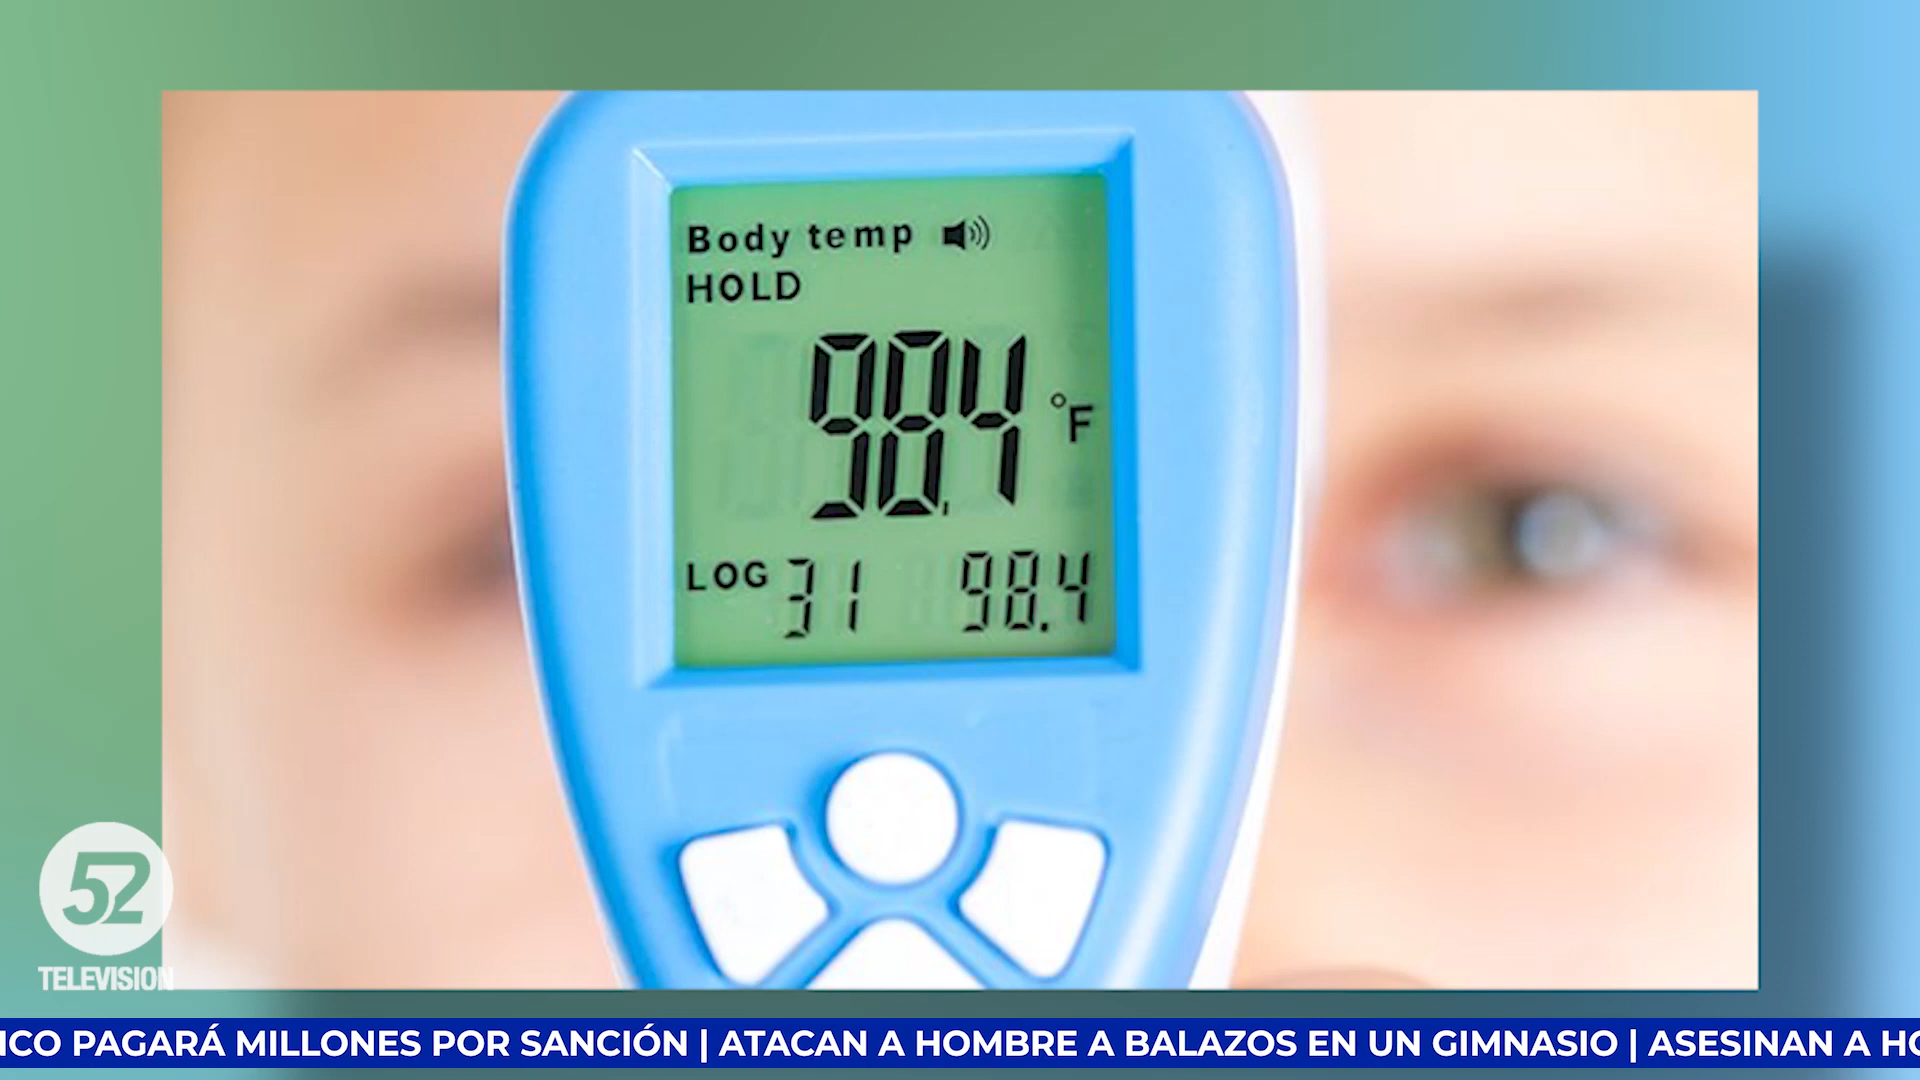 Body temp
HOLD
98.4 °F
LOG 31 98.4
52
TELEVISION
ICO PAGARÁ MILLONES POR SANCIÓN | ATACAN A HOMBRE A BALAZOS EN UN GIMNASIO | ASESINAN A HO